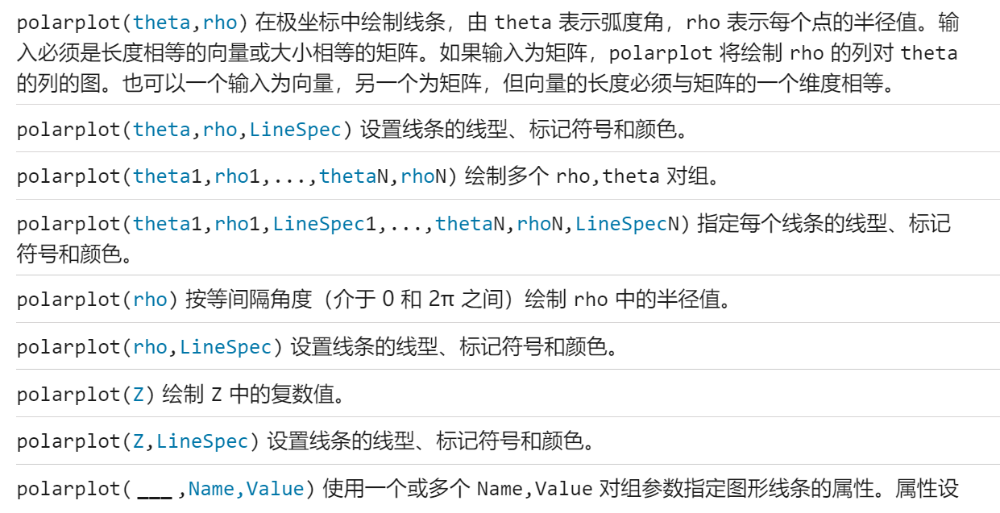 polarplot(theta,rho) 在极坐标中绘制线条，由 theta 表示弧度角，rho 表示每个点的半径值。输
入必须是长度相等的向量或大小相等的矩阵。如果输入为矩阵，polarplot 将绘制 rho 的列对 theta
的列的图。也可以一个输入为向量，另一个为矩阵，但向量的长度必须与矩阵的一个维度相等。
polarplot(theta,rho,LineSpec) 设置线条的线型、标记符号和颜色。
polarplot(theta1,rho1,...,thetaN,rhoN) 绘制多个 rho,theta 对组。
polarplot(theta1,rho1,LineSpec1,...,thetaN,rhoN,LineSpecN) 指定每个线条的线型、标记
符号和颜色。
polarplot(rho) 按等间隔角度（介于 0 和 2π 之间）绘制 rho 中的半径值。
polarplot(rho,LineSpec) 设置线条的线型、标记符号和颜色。
polarplot(Z) 绘制 Z 中的复数值。
polarplot(Z,LineSpec) 设置线条的线型、标记符号和颜色。
polarplot(___,Name,Value) 使用一个或多个 Name,Value 对组参数指定图形线条的属性。属性设